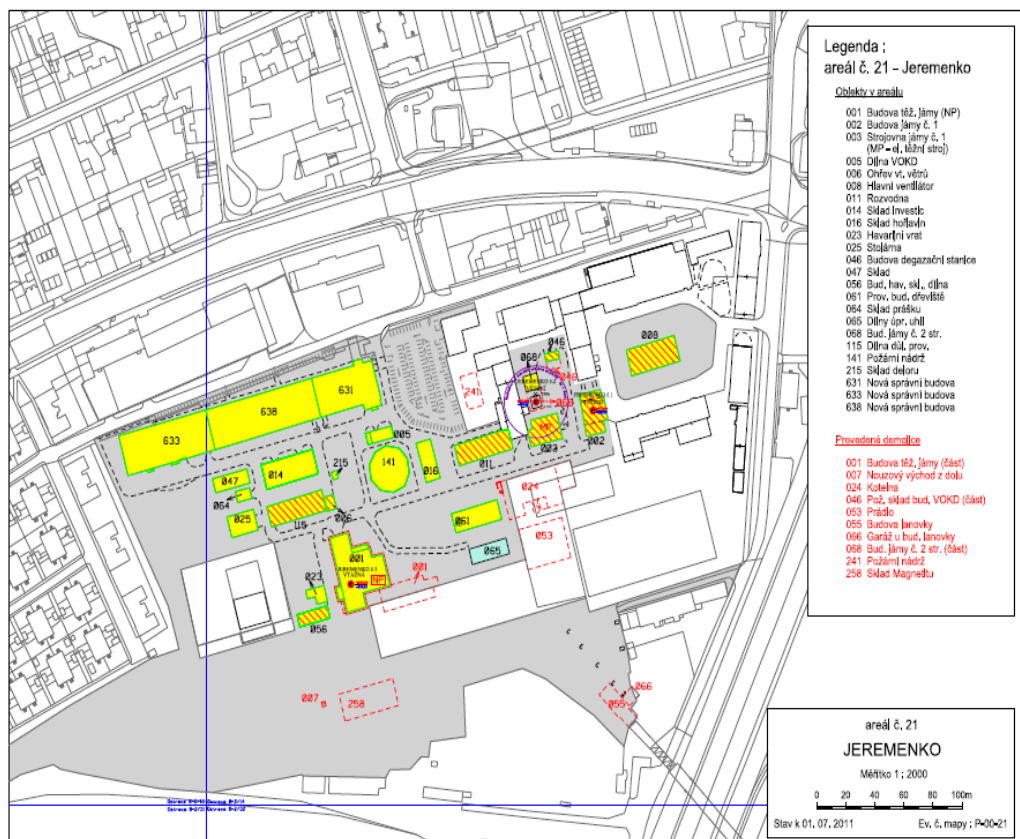 Legenda :
areál č. 21 – Jeremenko
Objekty v areálu
001 Budova těž. jámy (NP)
002 Budova jámy č. 1
003 Strojovna jámy č. 1
(MP – el. těžní stroj)
005 Dílna VOKD
006 Ohřev vt. větrů
008 Hlavní ventilátor
011 Rozvodna
014 Sklad investic
016 Sklad hořlavin
023 Havarijní vrat
025 Stolárna
046 Budova degazační stanice
047 Sklad
056 Bud. hav. skl., dílna
061 Prov. bud. dřeviště
064 Sklad prášku
065 Dílny úpr. uhlí
068 Bud. jámy č. 2 str.
115 Dílna důl. prov.
141 Požární nádrž
215 Sklad deloru
631 Nová správní budova
633 Nová správní budova
638 Nová správní budova
Provedená demolice
001 Budova těž. jámy (část)
007 Nouzový východ z dolu
024 Kotelna
046 Pož. sklad bud. VOKD (část)
053 Prádlo
055 Budova lanovky
066 Garáž u bud. lanovky
068 Bud. jámy č. 2 str. (část)
241 Požární nádrž
258 Sklad Magnetitu
008
046
068
241
631
638
633
005
002
003
MP
011
016
141
215
014
047
064
025
115
006
024
053
061
065
001
NP
001
023
056
007
258
066
055
areál č. 21
JEREMENKO
Měřítko 1 : 2000
0 20 40 60 80 100m
Stav k 01. 07. 2011
Ev. č. mapy : P-00-21